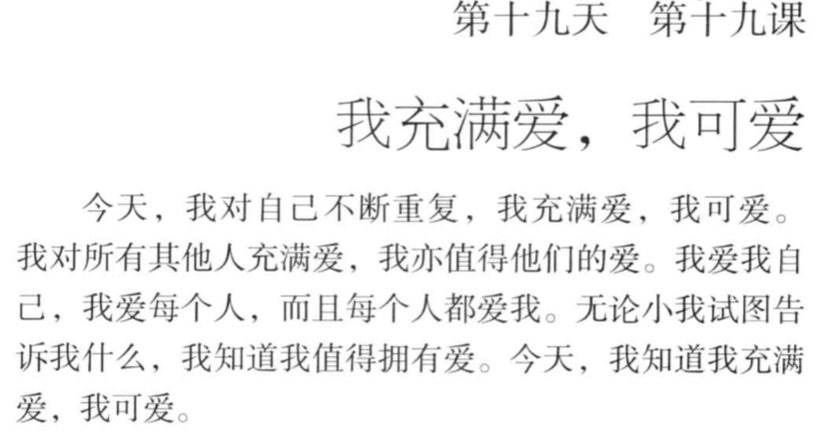 第十九天　第十九课
我充满爱，我可爱
今天，我对自己不断重复，我充满爱，我可爱。
我对所有其他人充满爱，我亦值得他们的爱。我爱我自
己，我爱每个人，而且每个人都爱我。无论小我试图告
诉我什么，我知道我值得拥有爱。今天，我知道我充满
爱，我可爱。